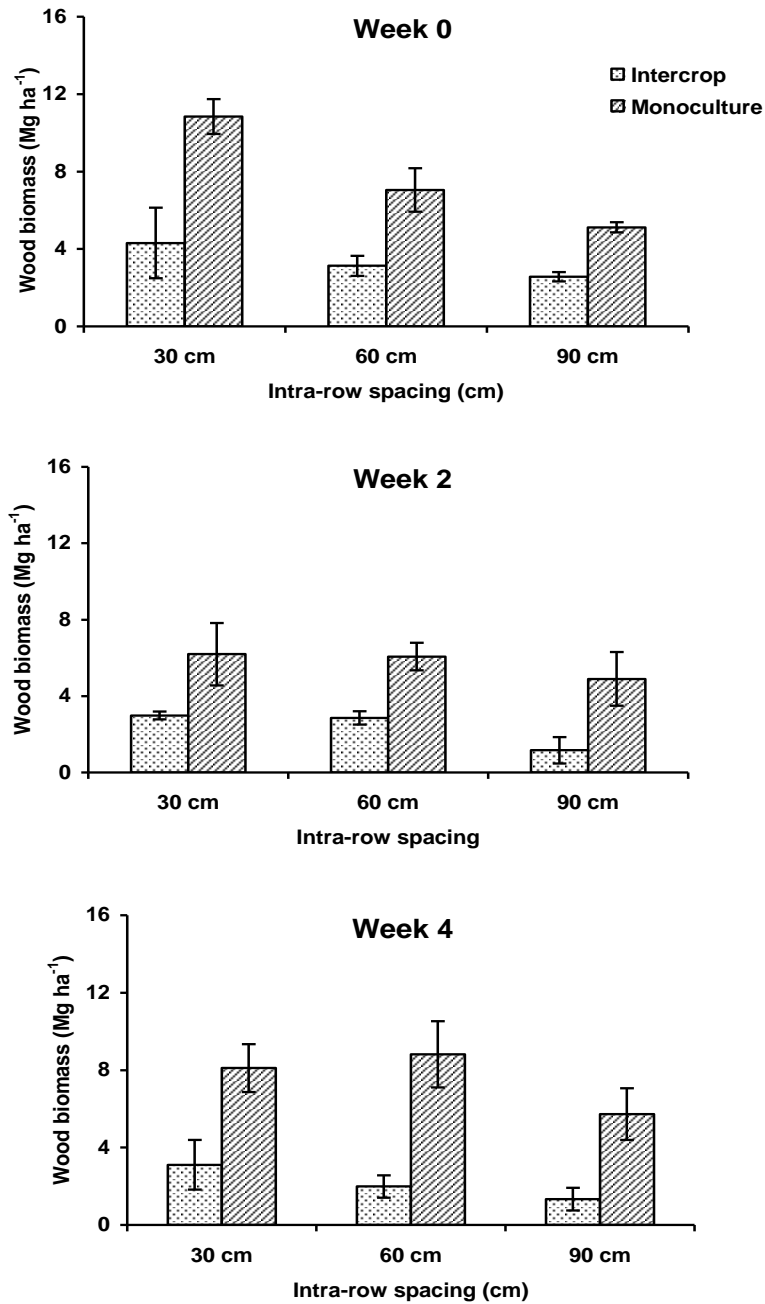 Week 0
Intercrop
Monoculture
Wood biomass (Mg ha⁻¹)
16
12
8
4
0
30 cm 60 cm 90 cm
Intra-row spacing (cm)
Week 2
Wood biomass (Mg ha⁻¹)
16
12
8
4
0
30 cm 60 cm 90 cm
Intra-row spacing
Week 4
Wood biomass (Mg ha⁻¹)
16
12
8
4
0
30 cm 60 cm 90 cm
Intra-row spacing (cm)